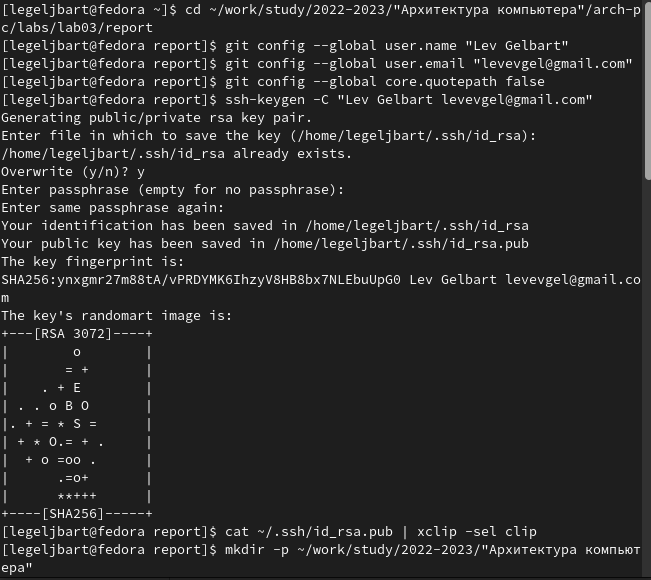 [legeljbart@fedora ~]$ cd ~/work/study/2022-2023/"Архитектура компьютера"/arch-p
c/labs/lab03/report
[legeljbart@fedora report]$ git config --global user.name "Lev Gelbart"
[legeljbart@fedora report]$ git config --global user.email "levevgel@gmail.com"
[legeljbart@fedora report]$ git config --global core.quotepath false
[legeljbart@fedora report]$ ssh-keygen -C "Lev Gelbart levevgel@gmail.com"
Generating public/private rsa key pair.
Enter file in which to save the key (/home/legeljbart/.ssh/id_rsa):
/home/legeljbart/.ssh/id_rsa already exists.
Overwrite (y/n)? y
Enter passphrase (empty for no passphrase):
Enter same passphrase again:
Your identification has been saved in /home/legeljbart/.ssh/id_rsa
Your public key has been saved in /home/legeljbart/.ssh/id_rsa.pub
The key fingerprint is:
SHA256:ynxgmr27m88tA/vPRDYMK6IhzyV8HB8bx7NLEbuUpG0 Lev Gelbart levevgel@gmail.co
m
The key's randomart image is:
+---[RSA 3072]----+
|        o        |
|       = +       |
|    . + E        |
| . . o B O       |
|. + = * S =      |
| + * O.= + .     |
|  + o =oo .      |
|      .=o+       |
|      **+++      |
+----[SHA256]-----+
[legeljbart@fedora report]$ cat ~/.ssh/id_rsa.pub | xclip -sel clip
[legeljbart@fedora report]$ mkdir -p ~/work/study/2022-2023/"Архитектура компьют
ера"